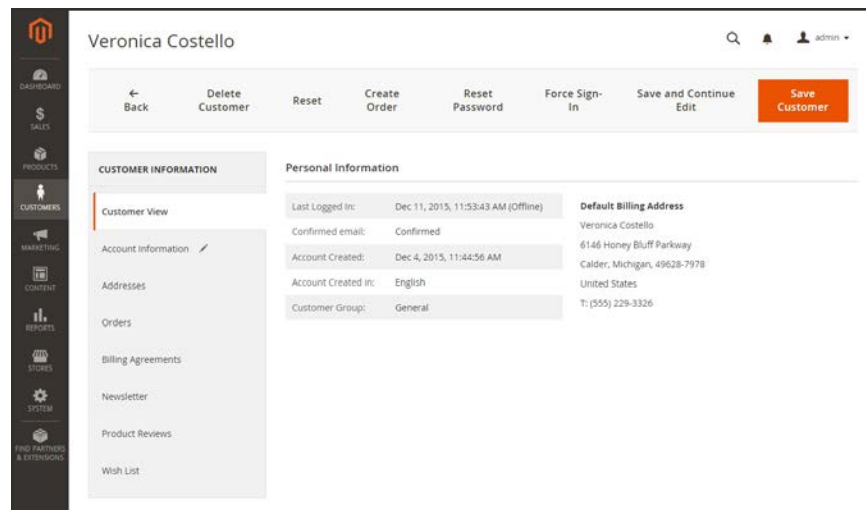 Veronica Costello
admin
DASHBOARD
SALES
PRODUCTS
CUSTOMERS
MARKETING
CONTENT
REPORTS
STORES
SYSTEM
FIND PARTNERS
& EXTENSIONS
Back
Delete
Customer
Reset
Create
Order
Reset
Password
Force Sign-
In
Save and Continue
Edit
Save
Customer
CUSTOMER INFORMATION
Customer View
Account Information
Addresses
Orders
Billing Agreements
Newsletter
Product Reviews
Wish List
Personal Information
Last Logged In: Dec 11, 2015, 11:53:43 AM (Offline)
Confirmed email: Confirmed
Account Created: Dec 4, 2015, 11:44:56 AM
Account Created in: English
Customer Group: General
Default Billing Address
Veronica Costello
6146 Honey Bluff Parkway
Calder, Michigan, 49628-7978
United States
T: (555) 229-3326